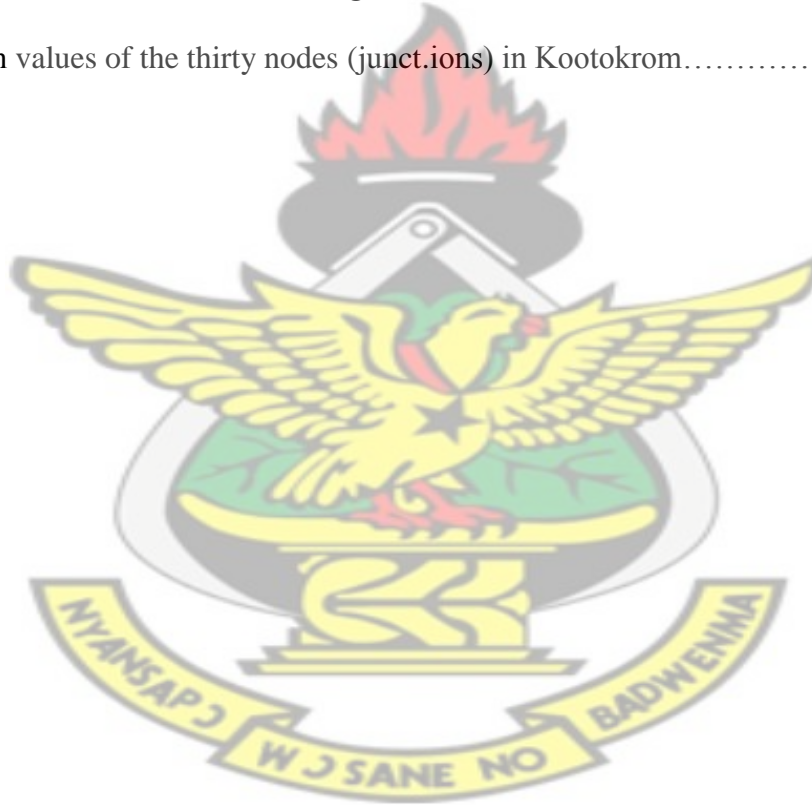 values of the thirty nodes (junct.ions) in Kootokrom…………
NYANSAPƆ
WƆSANE NO
BADWENMA